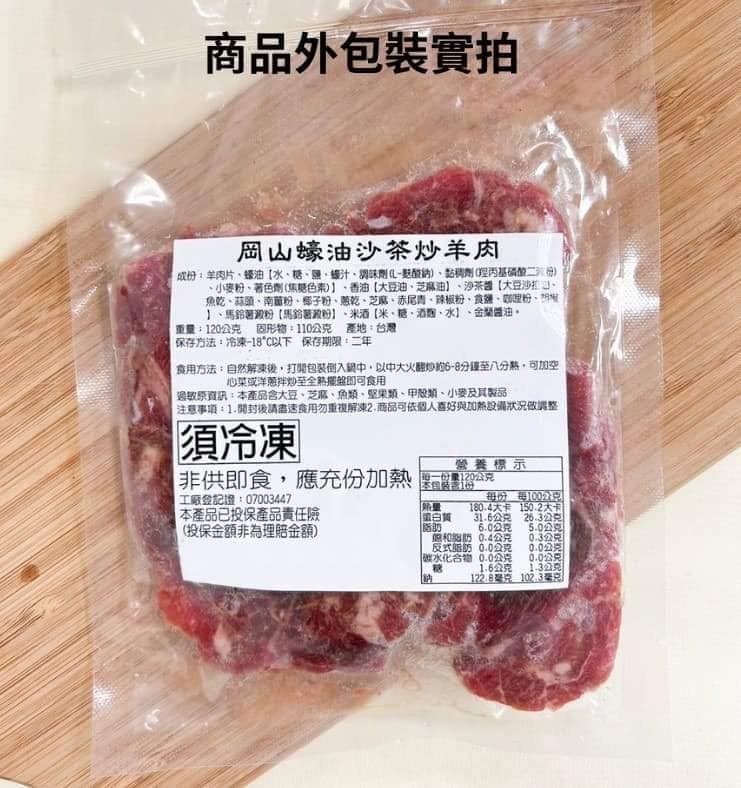 商品外包裝實拍
岡山蠔油沙茶炒羊肉
成份：羊肉片、蠔油【水、糖、鹽、蠔汁、調味劑(L-麩酸鈉)、黏稠劑(羥丙基磷酸二澱粉)
、小麥粉、著色劑(焦糖色素)】、香油【大豆油、芝麻油】、沙茶醬【大豆沙拉油、
魚乾、蒜頭、南薑粉、椰子粉、蔥乾、芝麻、赤尾青、辣椒粉、食鹽、咖哩粉、胡椒
】、馬鈴薯澱粉【馬鈴薯澱粉】、米酒【米、糖、酒麴、水】、金蘭醬油。
重量：120公克 固形物：110公克 產地：台灣
保存方法：冷凍-18°C以下 保存期限：二年
食用方法：自然解凍後，打開包裝倒入鍋中，以中大火翻炒約6-8分鐘至八分熟，可加空
心菜或洋蔥拌炒至全熟擺盤即可食用
過敏原資訊：本產品含大豆、芝麻、魚類、堅果類、甲殼類、小麥及其製品
注意事項：1.開封後請盡速食用勿重複解凍2.商品可依個人喜好與加熱設備狀況做調整
須冷凍
非供即食，應充份加熱
工廠登記證：07003447
本產品已投保產品責任險
(投保金額非為理賠金額)
營養標示
每一份量120公克
本包裝含1份
每份 每100公克
熱量 180.4大卡 150.2大卡
蛋白質 31.6公克 26.3公克
脂肪 6.0公克 5.0公克
飽和脂肪 0.4公克 0.3公克
反式脂肪 0.0公克 0.0公克
碳水化合物 0.0公克 0.0公克
糖 1.6公克 1.3公克
鈉 122.8毫克 102.3毫克